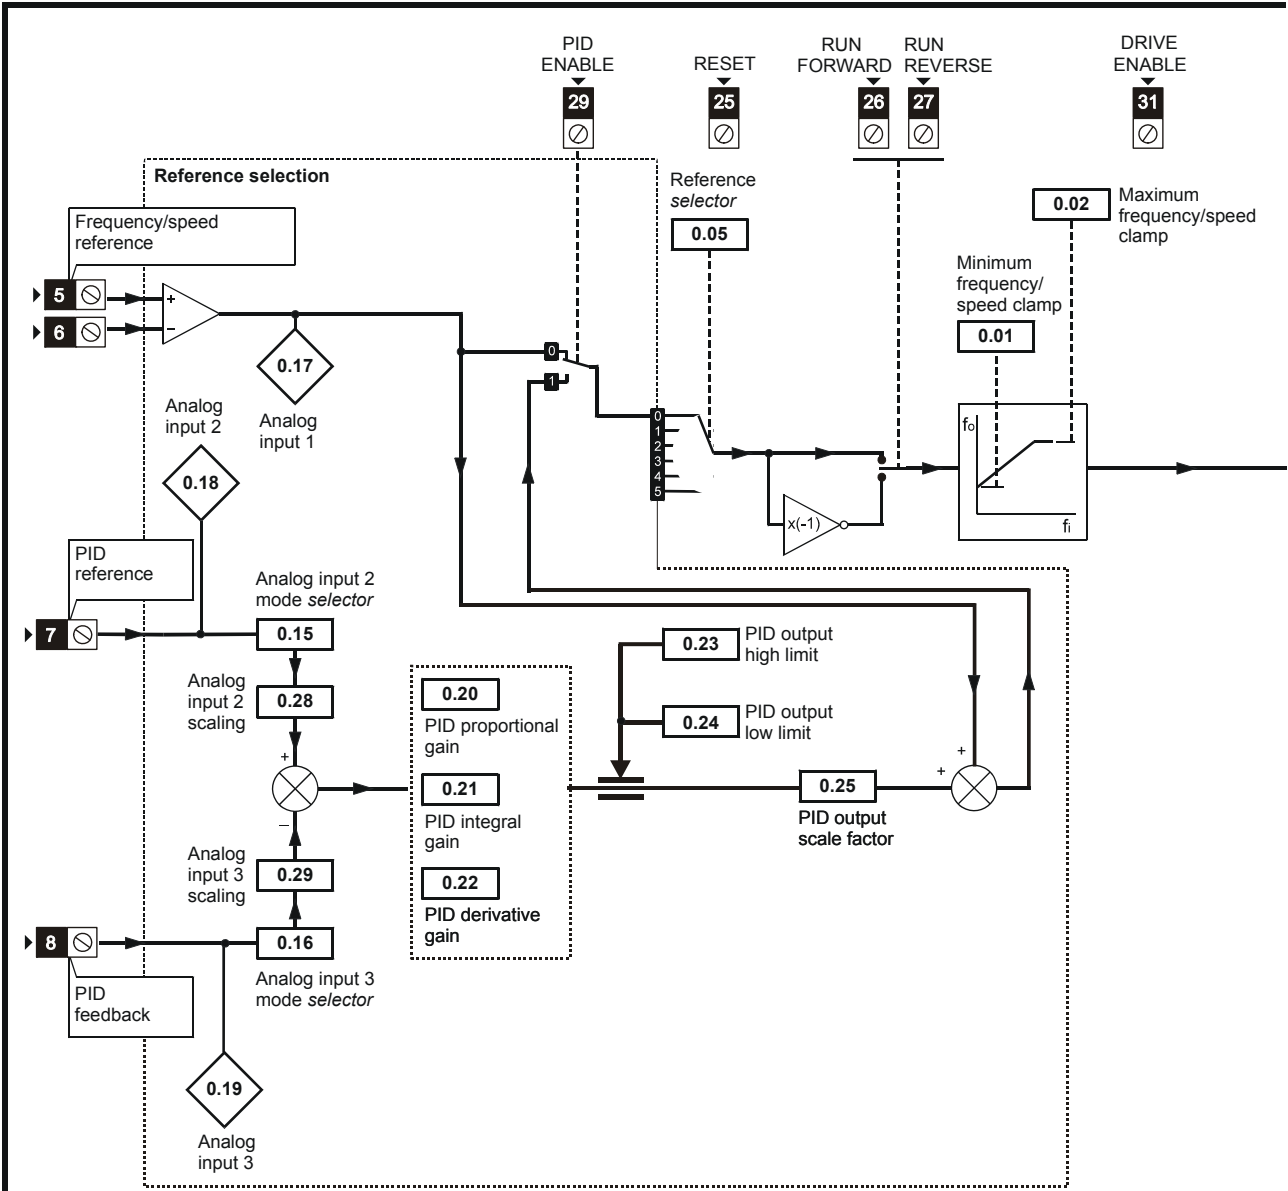 PID
ENABLE
29
RESET
25
RUN
FORWARD
26
RUN
REVERSE
27
DRIVE
ENABLE
31
Reference selection
Reference
selector
0.05
0.02
Maximum
frequency/speed
clamp
Minimum
frequency/
speed clamp
0.01
Frequency/speed
reference
5
6
+
−
0.17
Analog
input 1
0
1
0
1
2
3
4
5
x(-1)
fo
fi
Analog
input 2
0.18
PID
reference
7
Analog input 2
mode selector
0.15
Analog
input 2
scaling
0.28
+
−
Analog
input 3
scaling
0.29
8
0.16
Analog input 3
mode selector
PID
feedback
0.19
Analog
input 3
0.20
PID proportional
gain
0.21
PID integral
gain
0.22
PID derivative
gain
0.23
PID output
high limit
0.24
PID output
low limit
0.25
PID output
scale factor
+
+